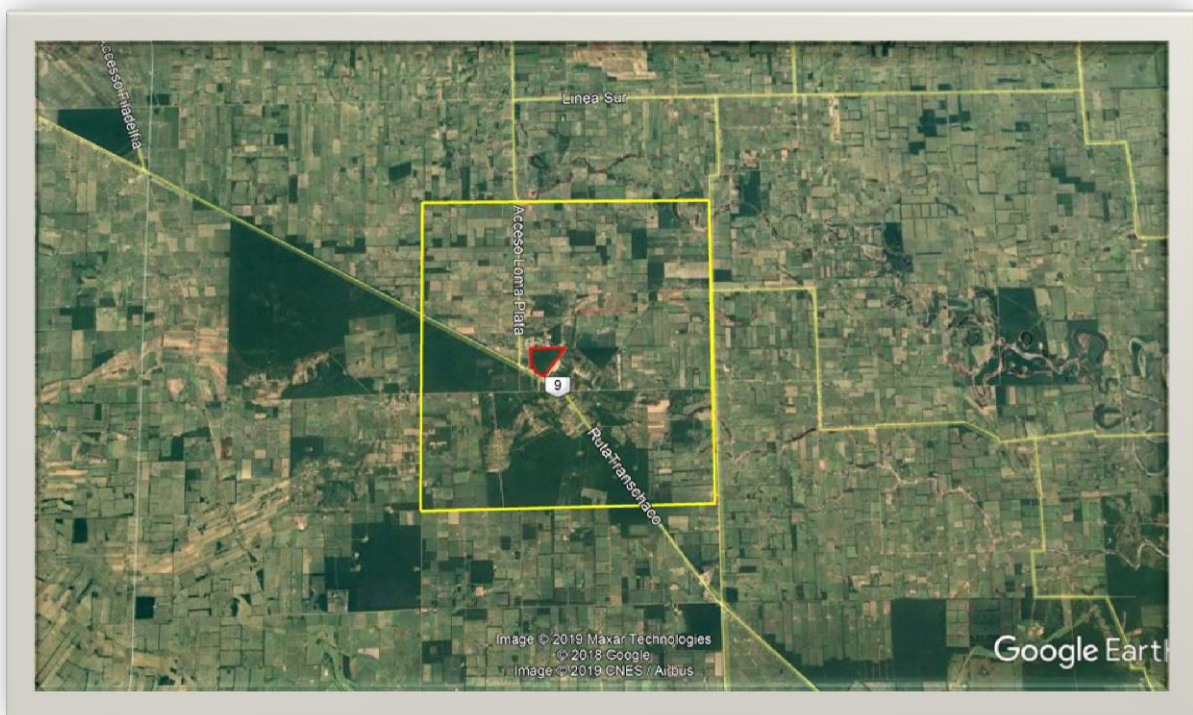 Accesso Filadelfia
Linea Sur
Acceso Loma Plata
9
Ruta Transchaco
Image © 2019 Maxar Technologies
© 2018 Google
Image © 2019 CNES / Airbus
Google Earth